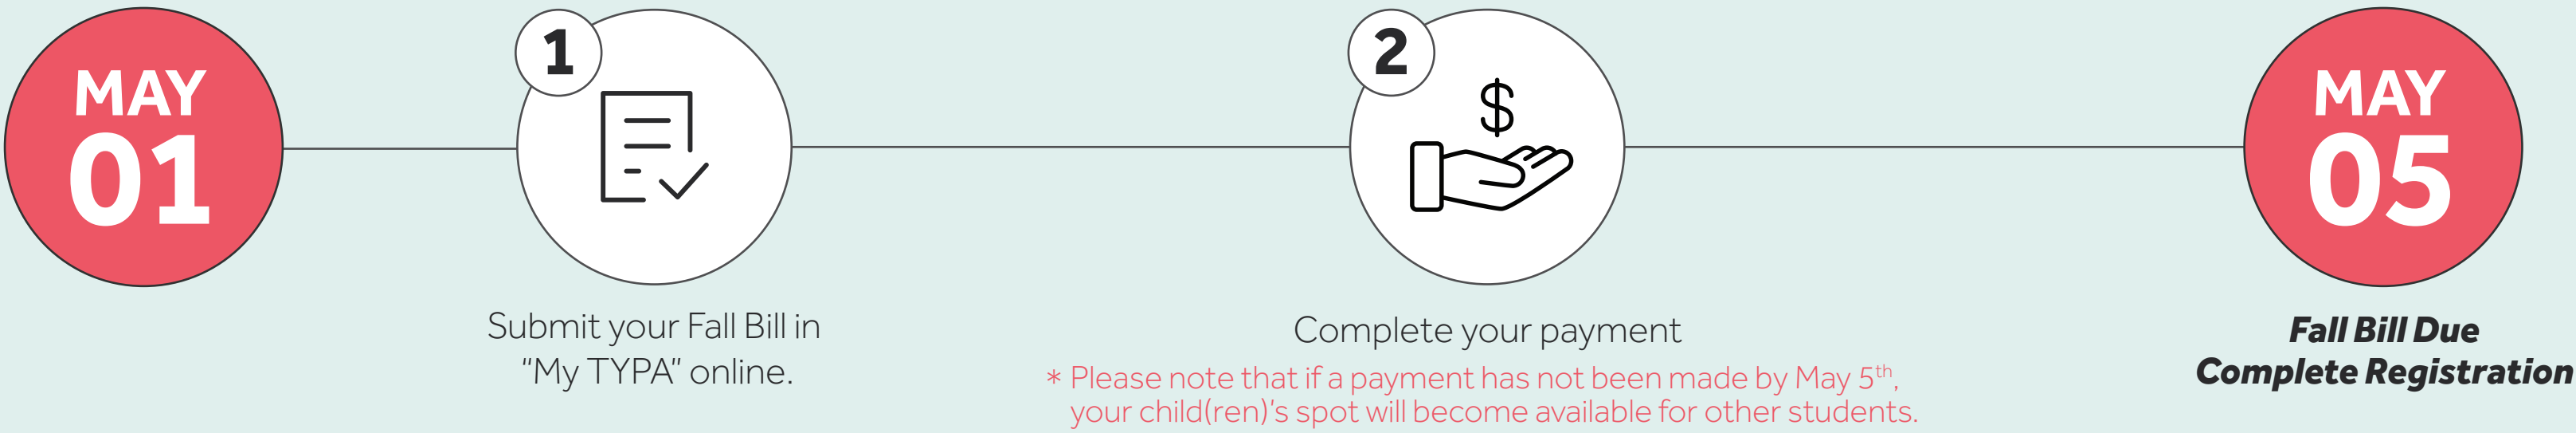 MAY
01
1
Submit your Fall Bill in
“My TYPA” online.
2
$
Complete your payment
* Please note that if a payment has not been made by May 5th,
your child(ren)’s spot will become available for other students.
MAY
05
Fall Bill Due
Complete Registration